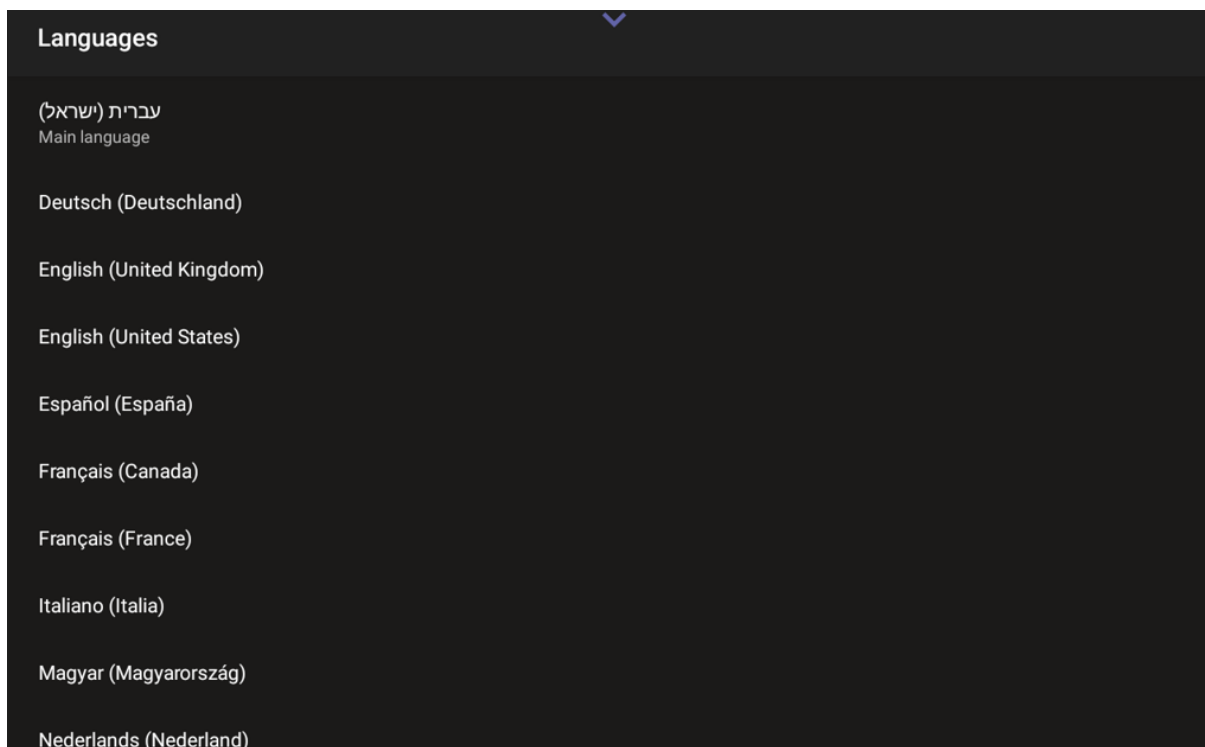 Languages
עברית (ישראל)
Main language
Deutsch (Deutschland)
English (United Kingdom)
English (United States)
Español (España)
Français (Canada)
Français (France)
Italiano (Italia)
Magyar (Magyarország)
Nederlands (Nederland)